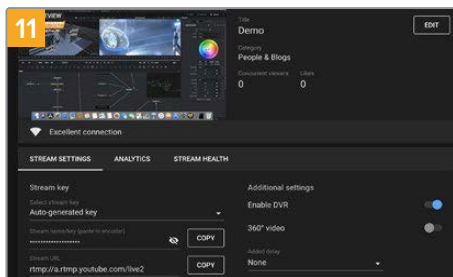 11
Title
Demo
EDIT
Category
People & Blogs
Concurrent viewers
Likes
0
0
Excellent connection
STREAM SETTINGS
ANALYTICS
STREAM HEALTH
Stream key
Select stream key
Auto-generated key
Stream name/key (paste in encoder)
COPY
Stream URL
rtmp://a.rtmp.youtube.com/live2
COPY
Additional settings
Enable DVR
360° video
Added delay
None